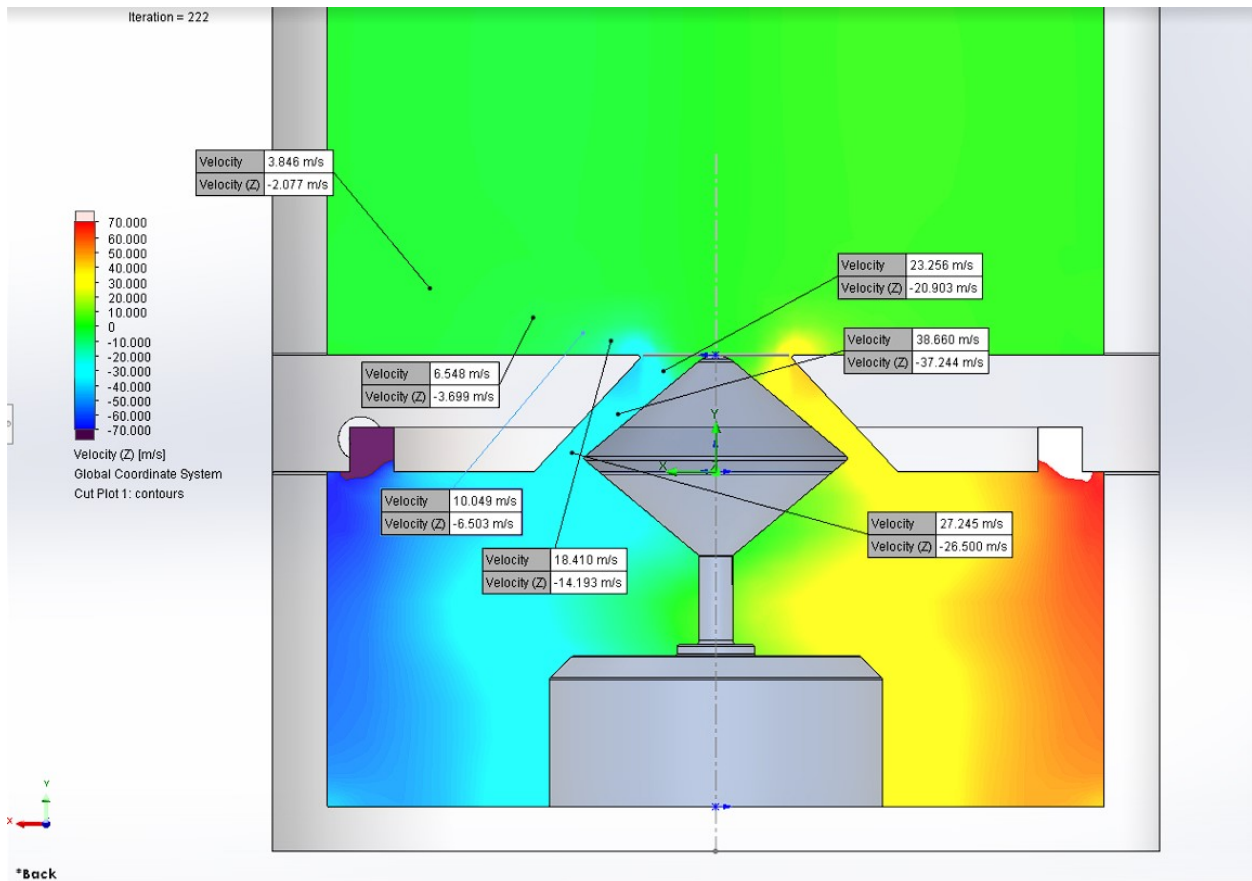 Iteration = 222
Velocity 3.846 m/s
Velocity (Z) -2.077 m/s
70.000
60.000
50.000
40.000
30.000
20.000
10.000
0
-10.000
-20.000
-30.000
-40.000
-50.000
-60.000
-70.000
Velocity (Z) [m/s]
Global Coordinate System
Cut Plot 1: contours
Velocity 23.256 m/s
Velocity (Z) -20.903 m/s
Velocity 38.660 m/s
Velocity (Z) -37.244 m/s
Velocity 6.548 m/s
Velocity (Z) -3.699 m/s
Y
X
Velocity 10.049 m/s
Velocity (Z) -6.503 m/s
Velocity 27.245 m/s
Velocity (Z) -26.500 m/s
Velocity 18.410 m/s
Velocity (Z) -14.193 m/s
Y
X
*Back